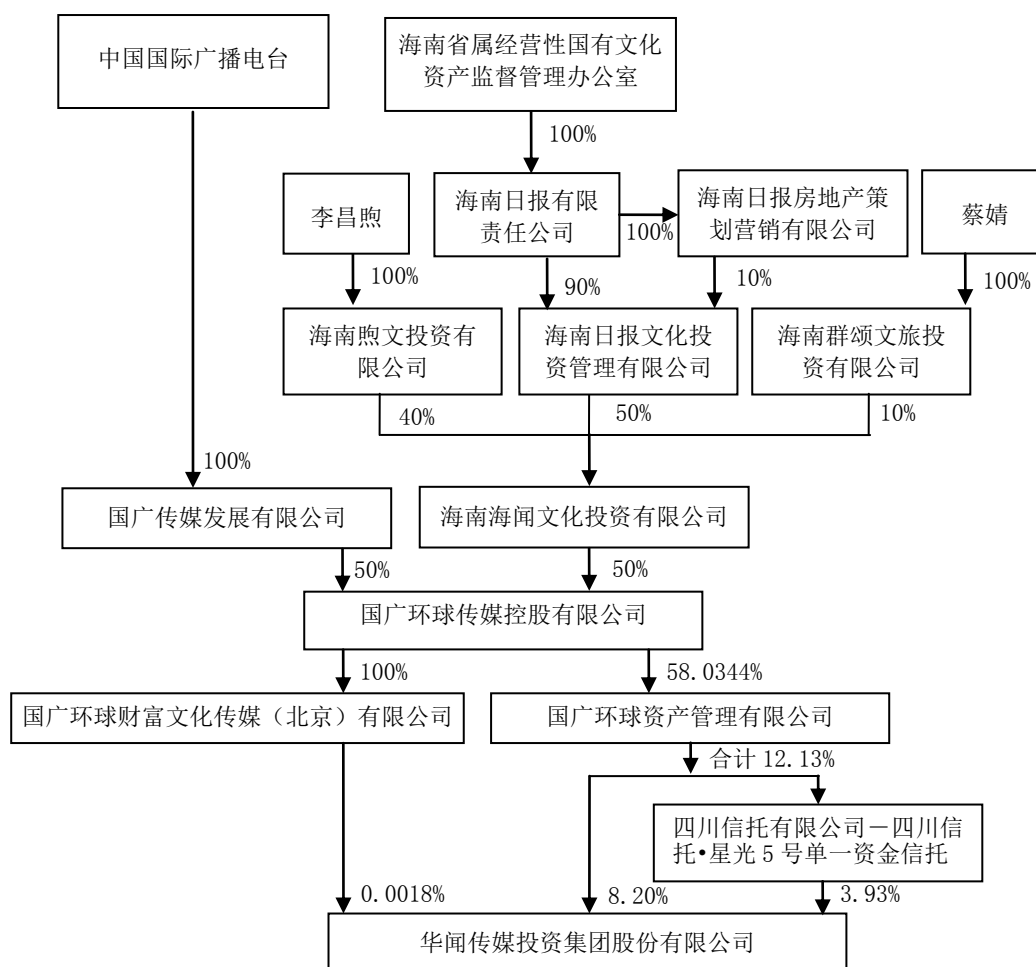 中国国际广播电台
海南省属经营性国有文化
资产监督管理办公室
100%
李昌煦
海南日报有限
责任公司
100%
海南日报房地产策
划营销有限公司
蔡婧
100%
90%
10%
100%
海南煦文投资有
限公司
海南日报文化投
资管理有限公司
海南群颂文旅投
资有限公司
40%
50%
10%
100%
国广传媒发展有限公司
海南海闻文化投资有限公司
50%
50%
国广环球传媒控股有限公司
100%
58.0344%
国广环球财富文化传媒（北京）有限公司
国广环球资产管理有限公司
合计 12.13%
四川信托有限公司－四川信
托•星光 5 号单一资金信托
0.0018%
8.20%
3.93%
华闻传媒投资集团股份有限公司